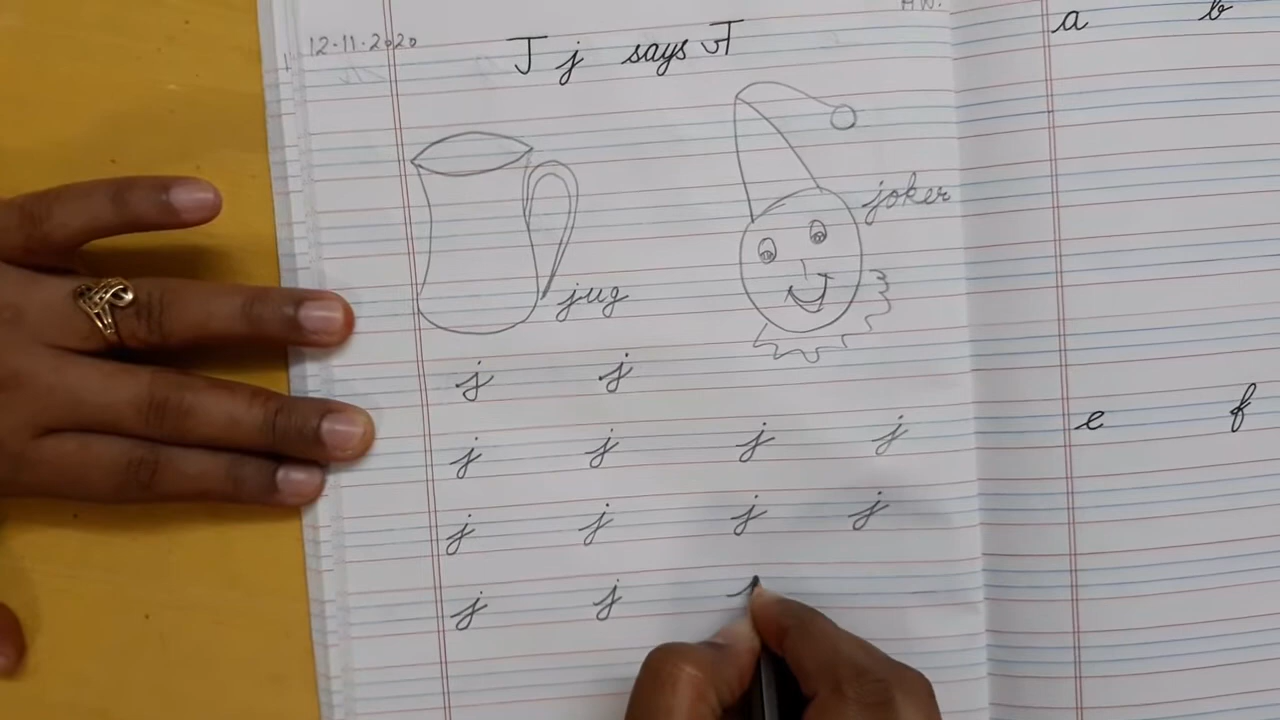 H.W.
12.11.2020
J j says ज
joker
jug
j j
j j j j
j j j j
j j
a b
e f